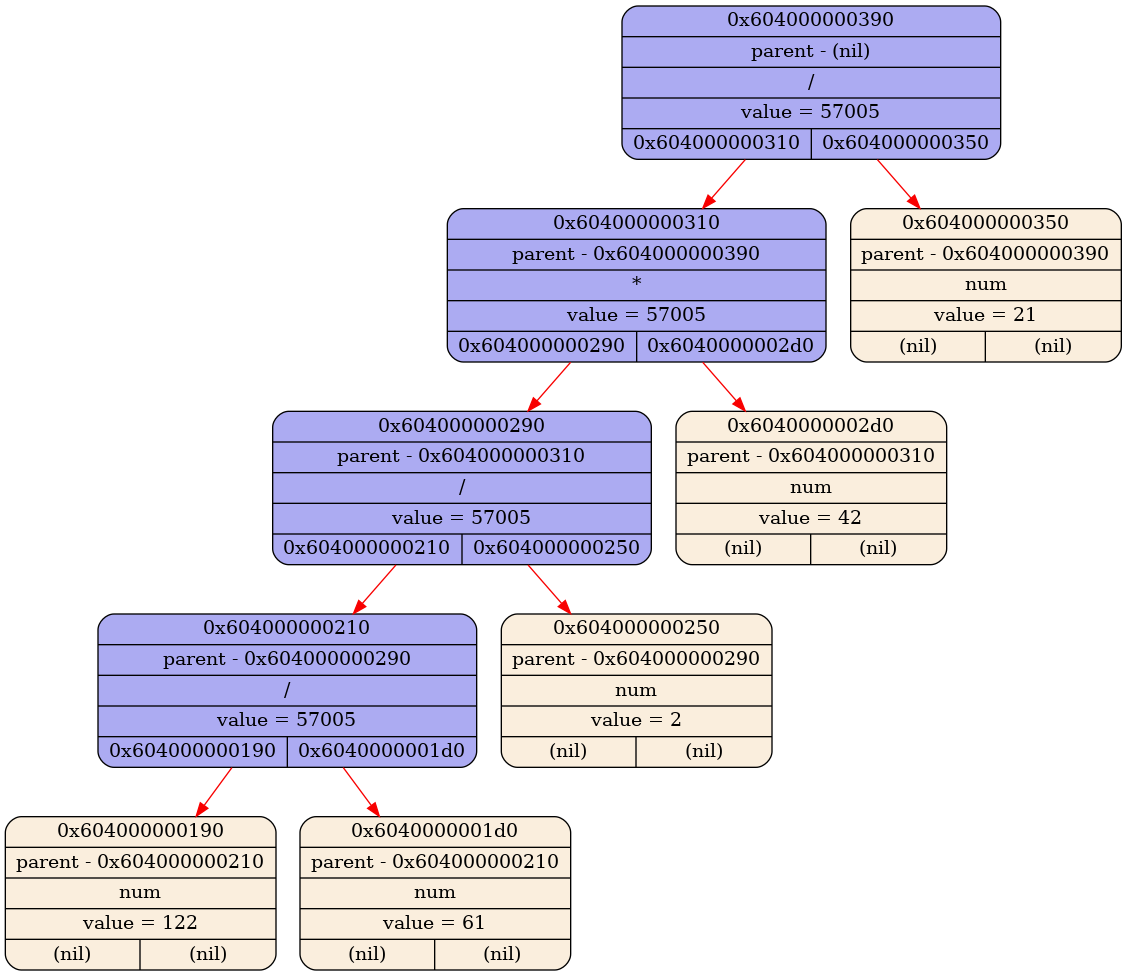 0x604000000390
parent - (nil)
/
value = 57005
0x604000000310 0x604000000350
0x604000000310
parent - 0x604000000390
*
value = 57005
0x604000000290 0x6040000002d0
0x604000000350
parent - 0x604000000390
num
value = 21
(nil) (nil)
0x604000000290
parent - 0x604000000310
/
value = 57005
0x604000000210 0x604000000250
0x6040000002d0
parent - 0x604000000310
num
value = 42
(nil) (nil)
0x604000000210
parent - 0x604000000290
/
value = 57005
0x604000000190 0x6040000001d0
0x604000000250
parent - 0x604000000290
num
value = 2
(nil) (nil)
0x604000000190
parent - 0x604000000210
num
value = 122
(nil) (nil)
0x6040000001d0
parent - 0x604000000210
num
value = 61
(nil) (nil)